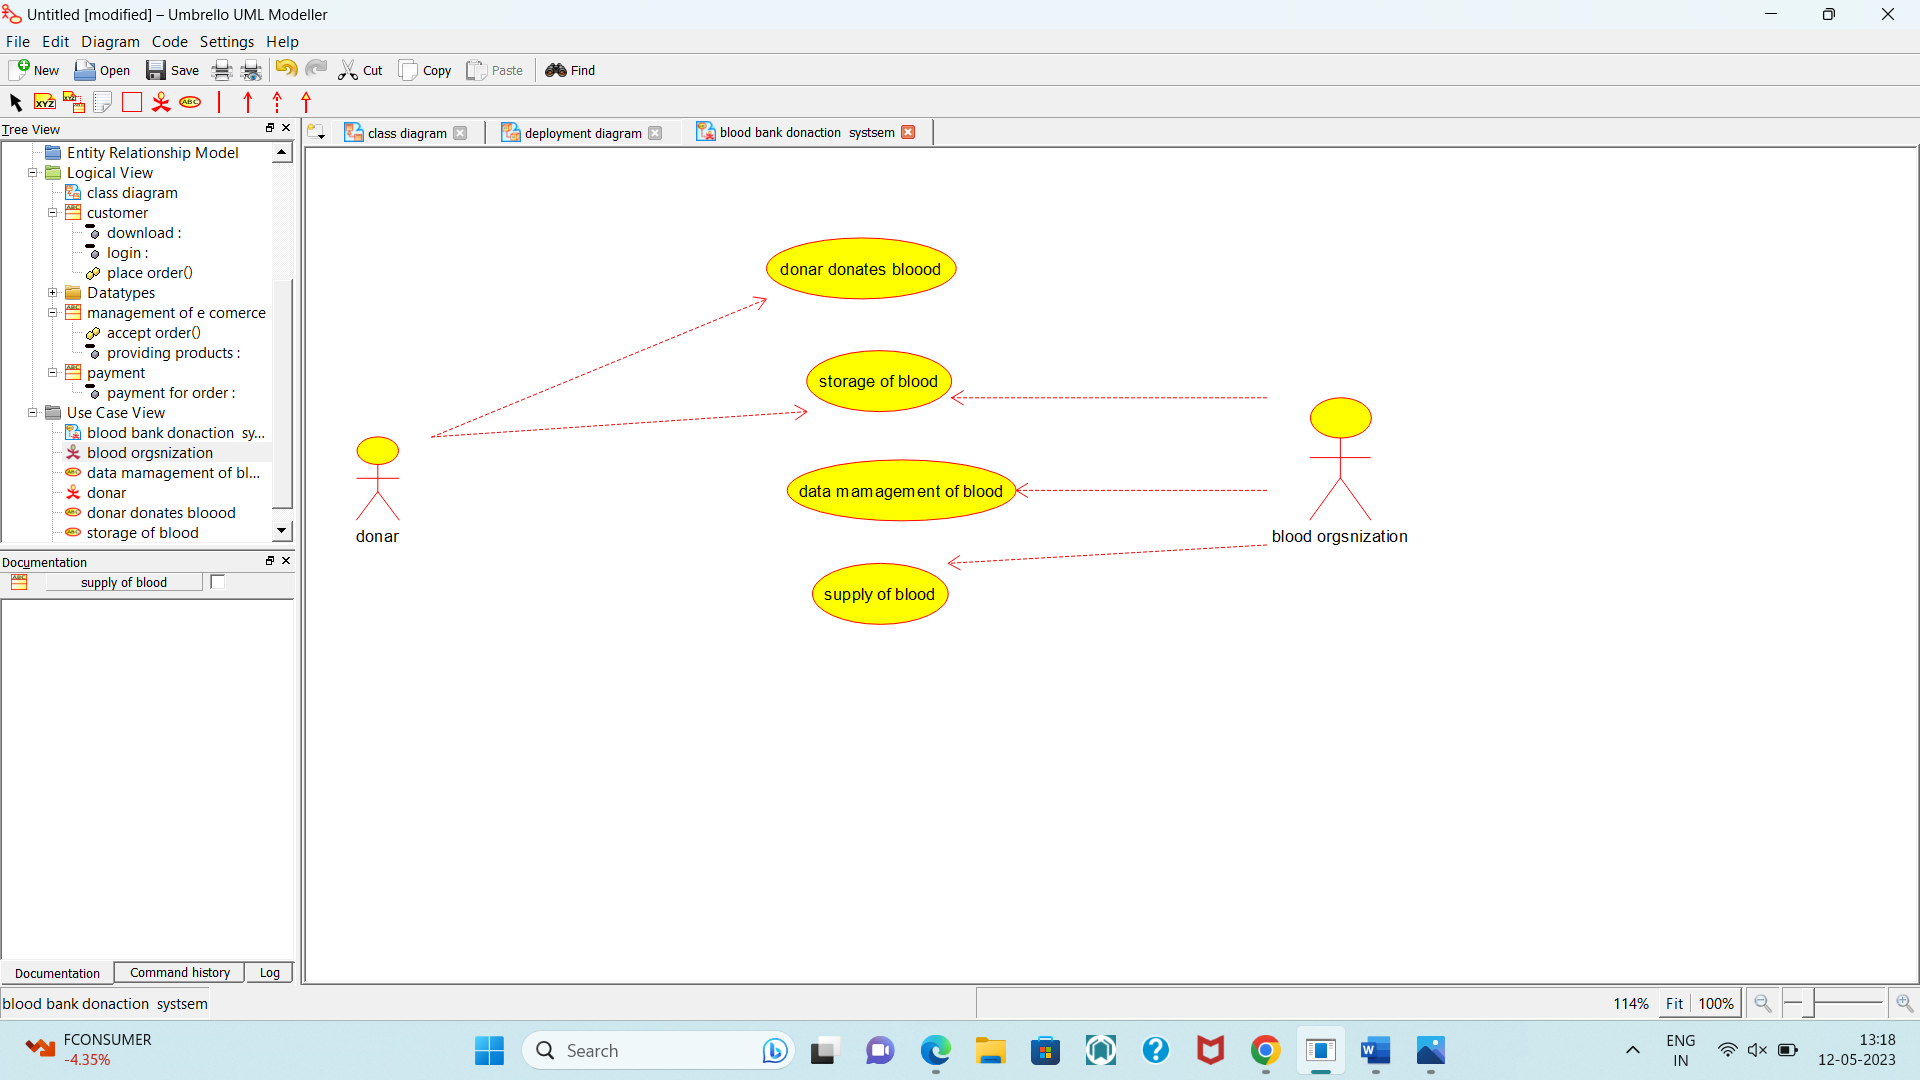 Untitled [modified] – Umbrello UML Modeller
File Edit Diagram Code Settings Help
New Open Save Cut Copy Paste Find
XYZ XYZ ABC
Tree View
class diagram deployment diagram blood bank donaction systsem
Entity Relationship Model
Logical View
class diagram
customer
download :
login :
place order()
Datatypes
management of e comerce
accept order()
providing products :
payment
payment for order :
Use Case View
blood bank donaction sy...
blood orgsnization
data mamagement of bl...
donar
donar donates bloood
storage of blood
donar donates bloood
storage of blood
data mamagement of blood
supply of blood
donar
blood orgsnization
Documentation
supply of blood
Documentation Command history Log
blood bank donaction systsem
114% Fit 100%
FCONSUMER
-4.35%
Search
ENG
IN
13:18
12-05-2023